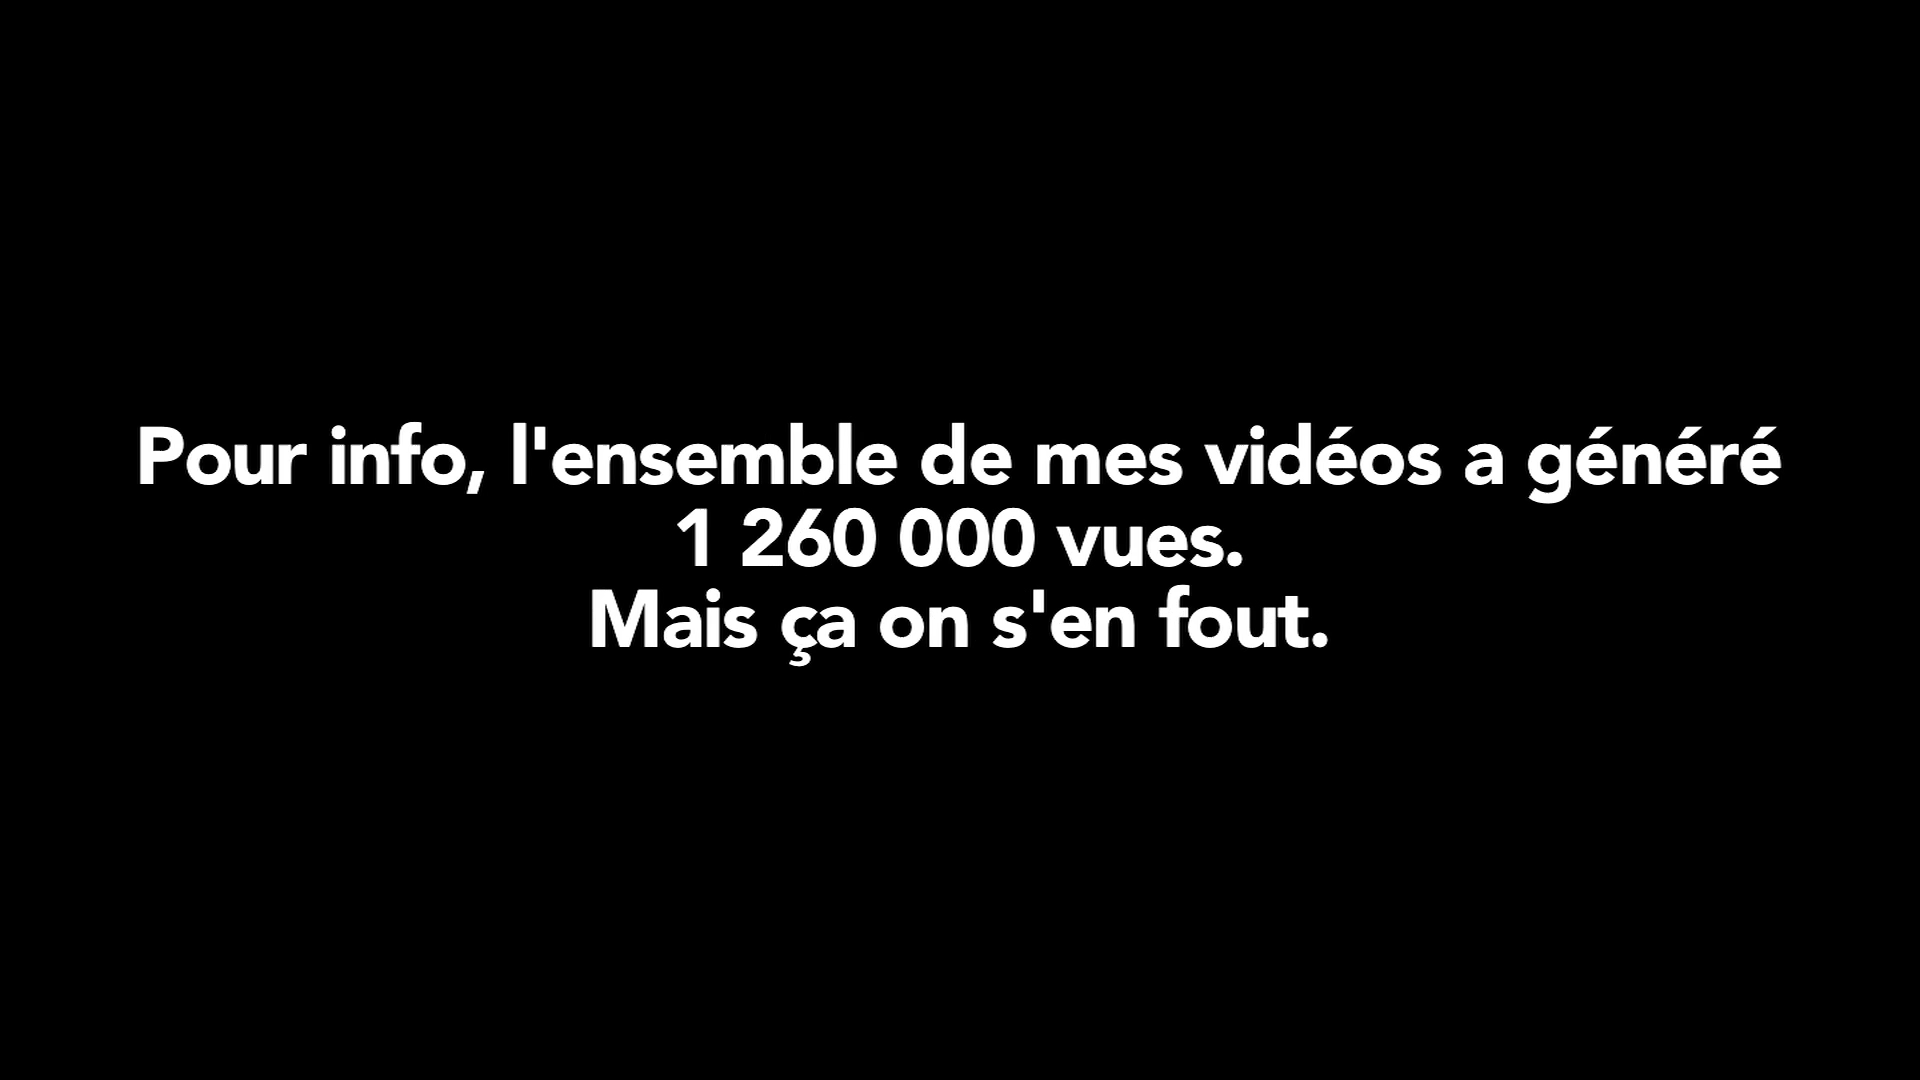 Pour info, l'ensemble de mes vidéos a généré
1 260 000 vues.
Mais ça on s'en fout.